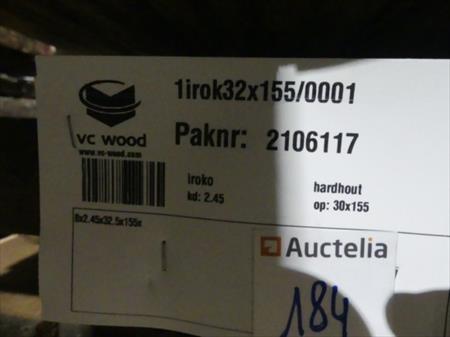 1irok32x155/0001
vc wood
www.vc-wood.com
Paknr: 2106117
iroko
kd: 2.45
hardhout
op: 30x155
8x2.45x32.5x155=
Auctelia
184